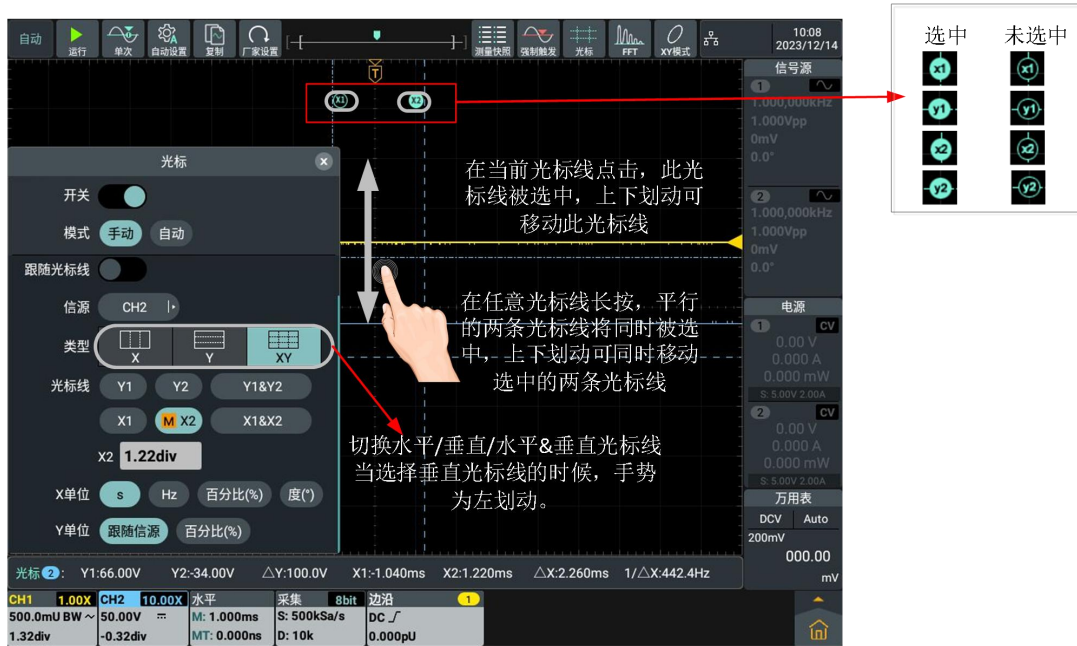 自动
运行
单次
自动设置
复制
厂家设置
T
测量快照
强制触发
光标
FFT
XY模式
10:08
2023/12/14
选中 未选中
X1 X1
y1 y1
x2 x2
y2 y2
X1 X2
信号源
1
1.000,000kHz
1.000Vpp
0mV
0.0°
2
1.000,000kHz
1.000Vpp
0mV
0.0°
在当前光标线点击，此光
标线被选中，上下划动可
移动此光标线
在任意光标线长按，平行
的两条光标线将同时被选
中，上下划动可同时移动
选中的两条光标线
切换水平/垂直/水平&垂直光标线
当选择垂直光标线的时候，手势
为左划动。
光标
开关
模式 手动 自动
跟随光标线
信源 CH2
类型 X Y XY
光标线 Y1 Y2 Y1&Y2
X1 M X2 X1&X2
X2 1.22div
X单位 s Hz 百分比(%) 度(°)
Y单位 跟随信源 百分比(%)
电源
1 CV
0.00 V
0.000 A
0.000 mW
S: 5.00V 2.00A
2 CV
0.00 V
0.000 A
0.000 mW
S: 5.00V 2.00A
万用表
DCV Auto
200mV
000.00
mV
光标 2 : Y1:66.00V Y2:-34.00V △Y:100.0V X1:-1.040ms X2:1.220ms △X:2.260ms 1/△X:442.4Hz
CH1 1.00X CH2 10.00X 水平 采集 8bit 边沿 1
500.0mU BW 50.00V M: 1.000ms S: 500kSa/s DC
1.32div -0.32div MT: 0.000ns D: 10k 0.000pU